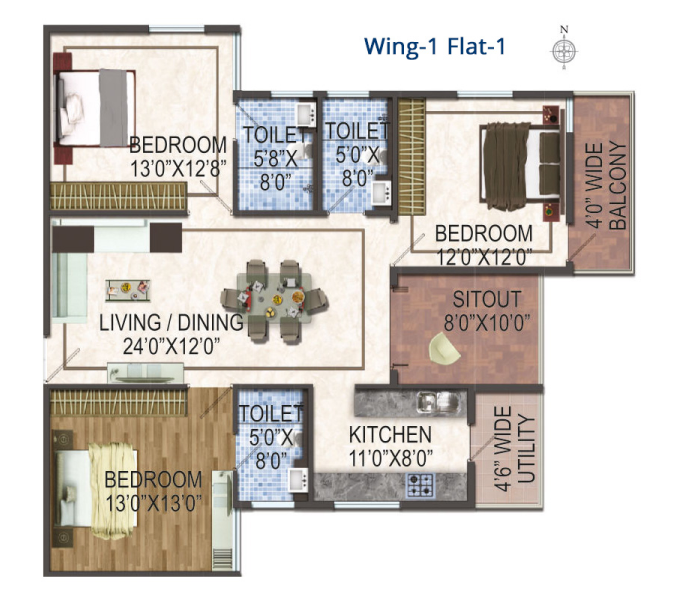 Wing-1 Flat-1
N
BEDROOM
13'0"X12'8"
TOILET
5'8"X
8'0"
TOILET
5'0"X
8'0"
BEDROOM
12'0"X12'0"
4'0" WIDE
BALCONY
LIVING / DINING
24'0"X12'0"
SITOUT
8'0"X10'0"
BEDROOM
13'0"X13'0"
TOILET
5'0"X
8'0"
KITCHEN
11'0"X8'0"
4'6" WIDE
UTILITY